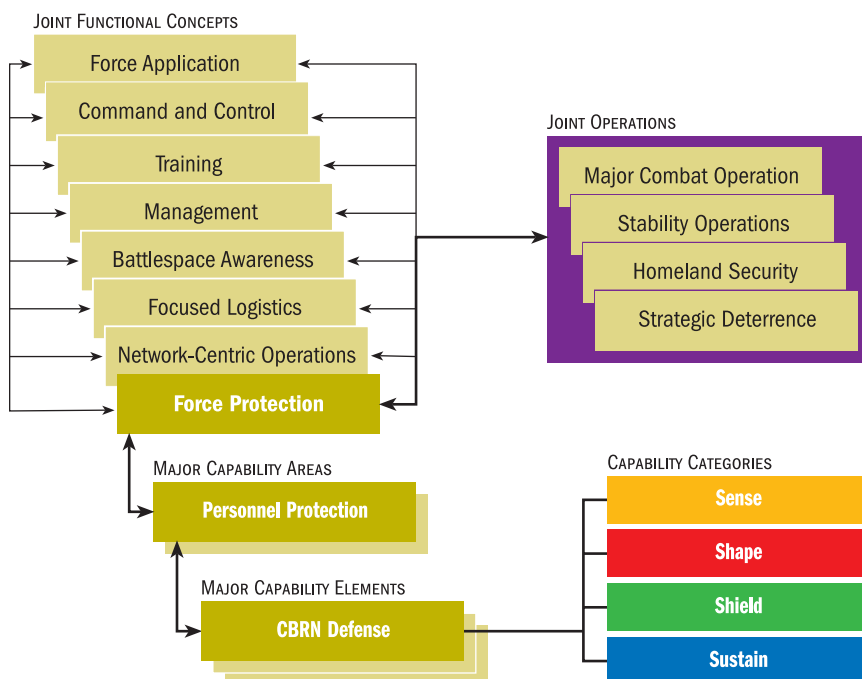 JOINT FUNCTIONAL CONCEPTS
Force Application
Command and Control
Training
Management
Battlespace Awareness
Focused Logistics
Network-Centric Operations
Force Protection
JOINT OPERATIONS
Major Combat Operation
Stability Operations
Homeland Security
Strategic Deterrence
MAJOR CAPABILITY AREAS
Personnel Protection
MAJOR CAPABILITY ELEMENTS
CBRN Defense
CAPABILITY CATEGORIES
Sense
Shape
Shield
Sustain